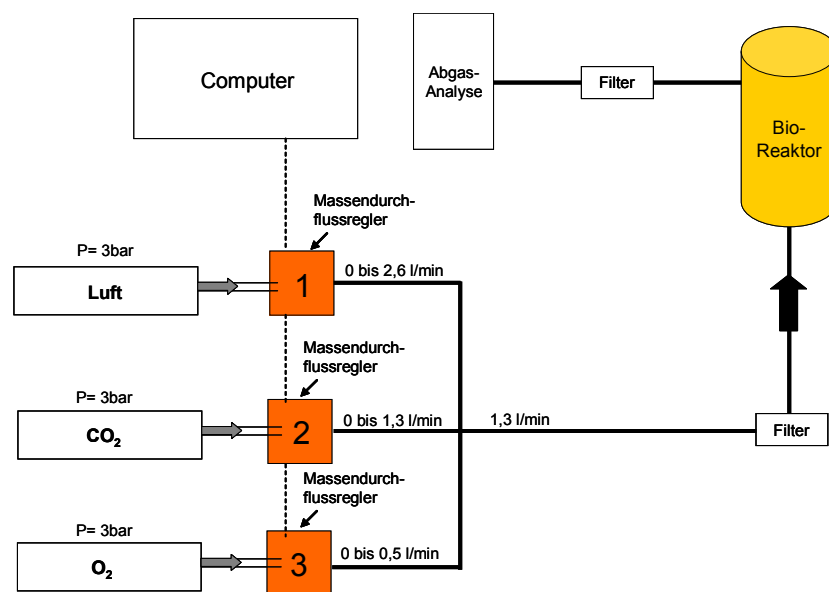 Computer
Abgas-
Analyse
Filter
Bio-
Reaktor
Massendurch-
flussregler
P= 3bar
Luft
1
0 bis 2,6 l/min
Massendurch-
flussregler
P= 3bar
CO₂
2
0 bis 1,3 l/min
1,3 l/min
Filter
Massendurch-
flussregler
P= 3bar
O₂
3
0 bis 0,5 l/min